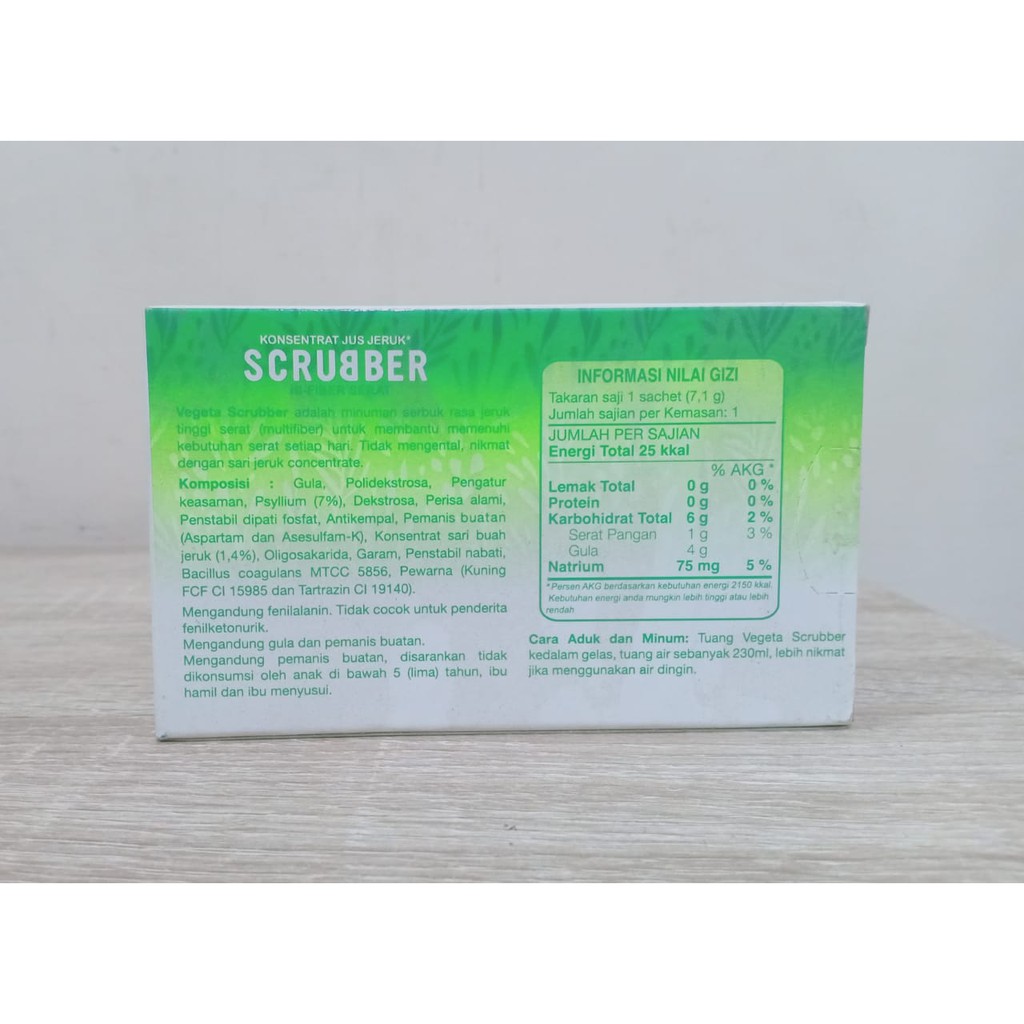 KONSENTRAT JUS JERUK*
SCRUBBER
HI-FIBER SERAT
Vegeta Scrubber adalah minuman serbuk rasa jeruk
tinggi serat (multifiber) untuk membantu memenuhi
kebutuhan serat setiap hari. Tidak mengental, nikmat
dengan sari jeruk concentrate.
Komposisi : Gula, Polidekstrosa, Pengatur
keasaman, Psyllium (7%), Dekstrosa, Perisa alami,
Penstabil dipati fosfat, Antikempal, Pemanis buatan
(Aspartam dan Asesulfam-K), Konsentrat sari buah
jeruk (1,4%), Oligosakarida, Garam, Penstabil nabati,
Bacillus coagulans MTCC 5856, Pewarna (Kuning
FCF CI 15985 dan Tartrazin CI 19140).
Mengandung fenilalanin. Tidak cocok untuk penderita
fenilketonurik.
Mengandung gula dan pemanis buatan.
Mengandung pemanis buatan, disarankan tidak
dikonsumsi oleh anak di bawah 5 (lima) tahun, ibu
hamil dan ibu menyusui.
INFORMASI NILAI GIZI
Takaran saji 1 sachet (7,1 g)
Jumlah sajian per Kemasan: 1
JUMLAH PER SAJIAN
Energi Total 25 kkal
% AKG *
Lemak Total 0 g 0 %
Protein 0 g 0 %
Karbohidrat Total 6 g 2 %
Serat Pangan 1 g 3 %
Gula 4 g
Natrium 75 mg 5 %
*Persen AKG berdasarkan kebutuhan energi 2150 kkal.
Kebutuhan energi anda mungkin lebih tinggi atau lebih
rendah
Cara Aduk dan Minum: Tuang Vegeta Scrubber
kedalam gelas, tuang air sebanyak 230ml, lebih nikmat
jika menggunakan air dingin.